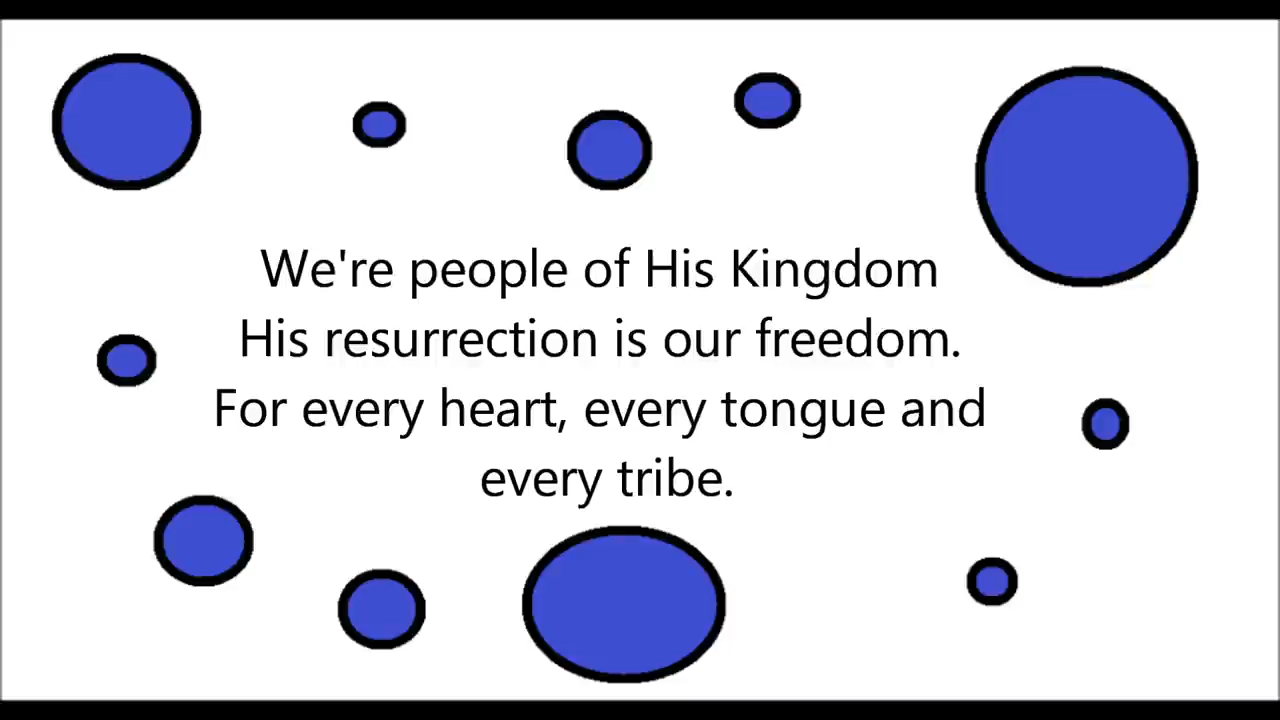 We're people of His Kingdom
His resurrection is our freedom.
For every heart, every tongue and
every tribe.